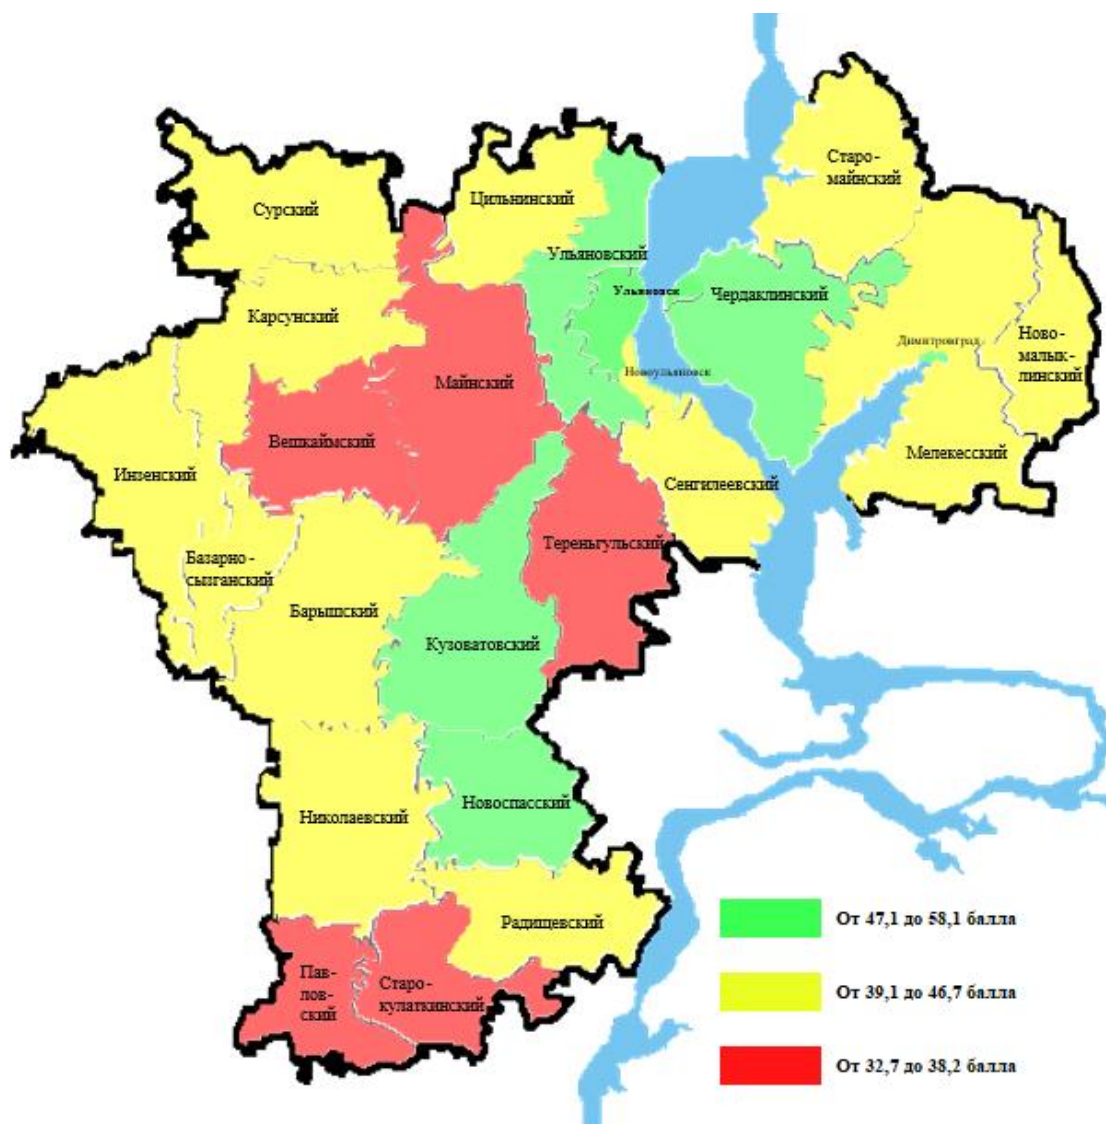 Старо-
майнский
Цильнинский
Сурский
Ульяновский
Ульяновск
Чердаклинский
Карсунский
Димитровград
Ново-
малык-
линский
Новоульяновск
Майнский
Вешкаймский
Мелекесский
Инзенский
Сенгилеевский
Тереньгульский
Базарно-
сызганский
Барышский
Кузоватовский
Новоспасский
Николаевский
Радищевский
Пав-
лов-
ский
Старо-
кулаткинский
От 47,1 до 58,1 балла
От 39,1 до 46,7 балла
От 32,7 до 38,2 балла